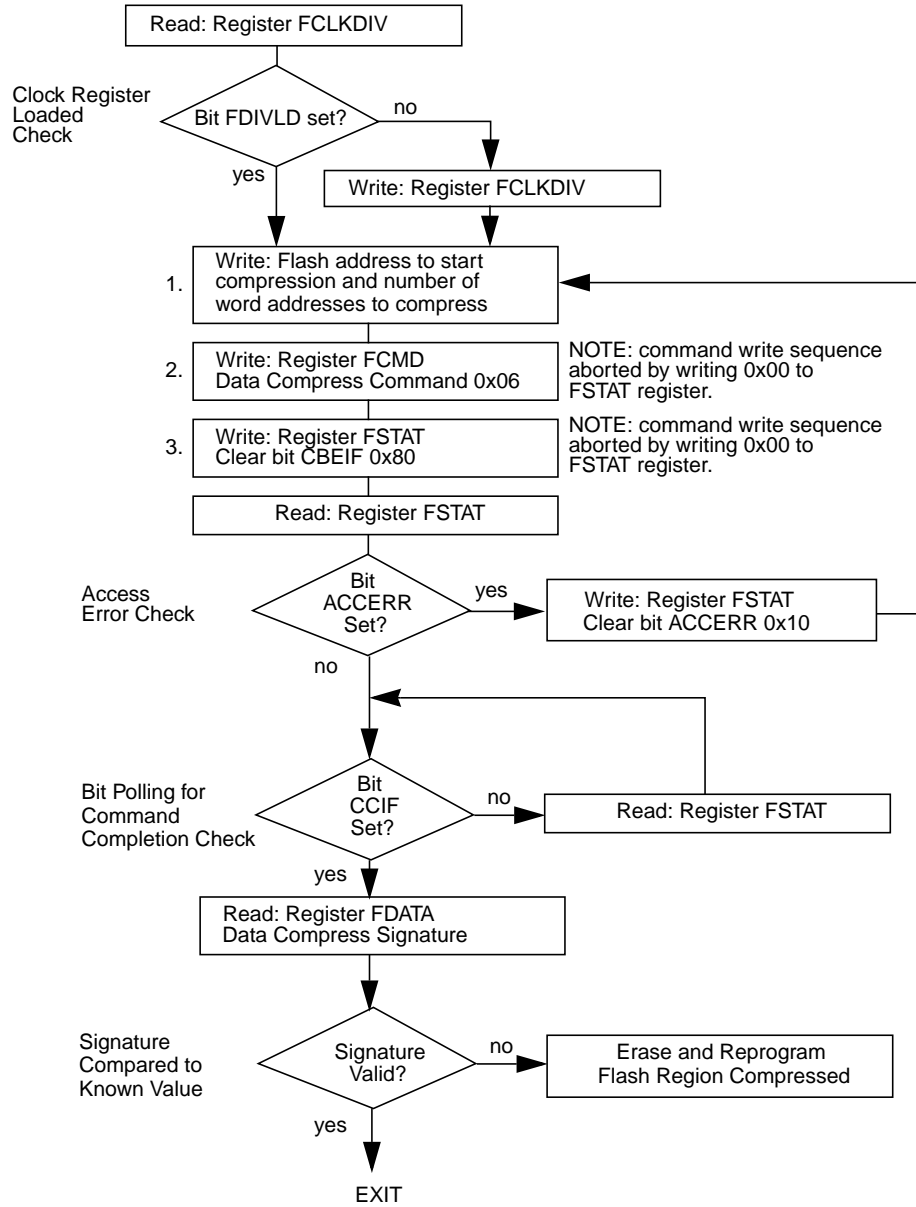 Read: Register FCLKDIV
Clock Register
Loaded
Check
Bit FDIVLD set?
no
yes
Write: Register FCLKDIV
1.
Write: Flash address to start
compression and number of
word addresses to compress
2.
Write: Register FCMD
Data Compress Command 0x06
NOTE: command write sequence
aborted by writing 0x00 to
FSTAT register.
3.
Write: Register FSTAT
Clear bit CBEIF 0x80
NOTE: command write sequence
aborted by writing 0x00 to
FSTAT register.
Read: Register FSTAT
Access
Error Check
Bit
ACCERR
Set?
yes
Write: Register FSTAT
Clear bit ACCERR 0x10
no
Bit Polling for
Command
Completion Check
Bit
CCIF
Set?
no
Read: Register FSTAT
yes
Read: Register FDATA
Data Compress Signature
Signature
Compared to
Known Value
Signature
Valid?
no
Erase and Reprogram
Flash Region Compressed
yes
EXIT